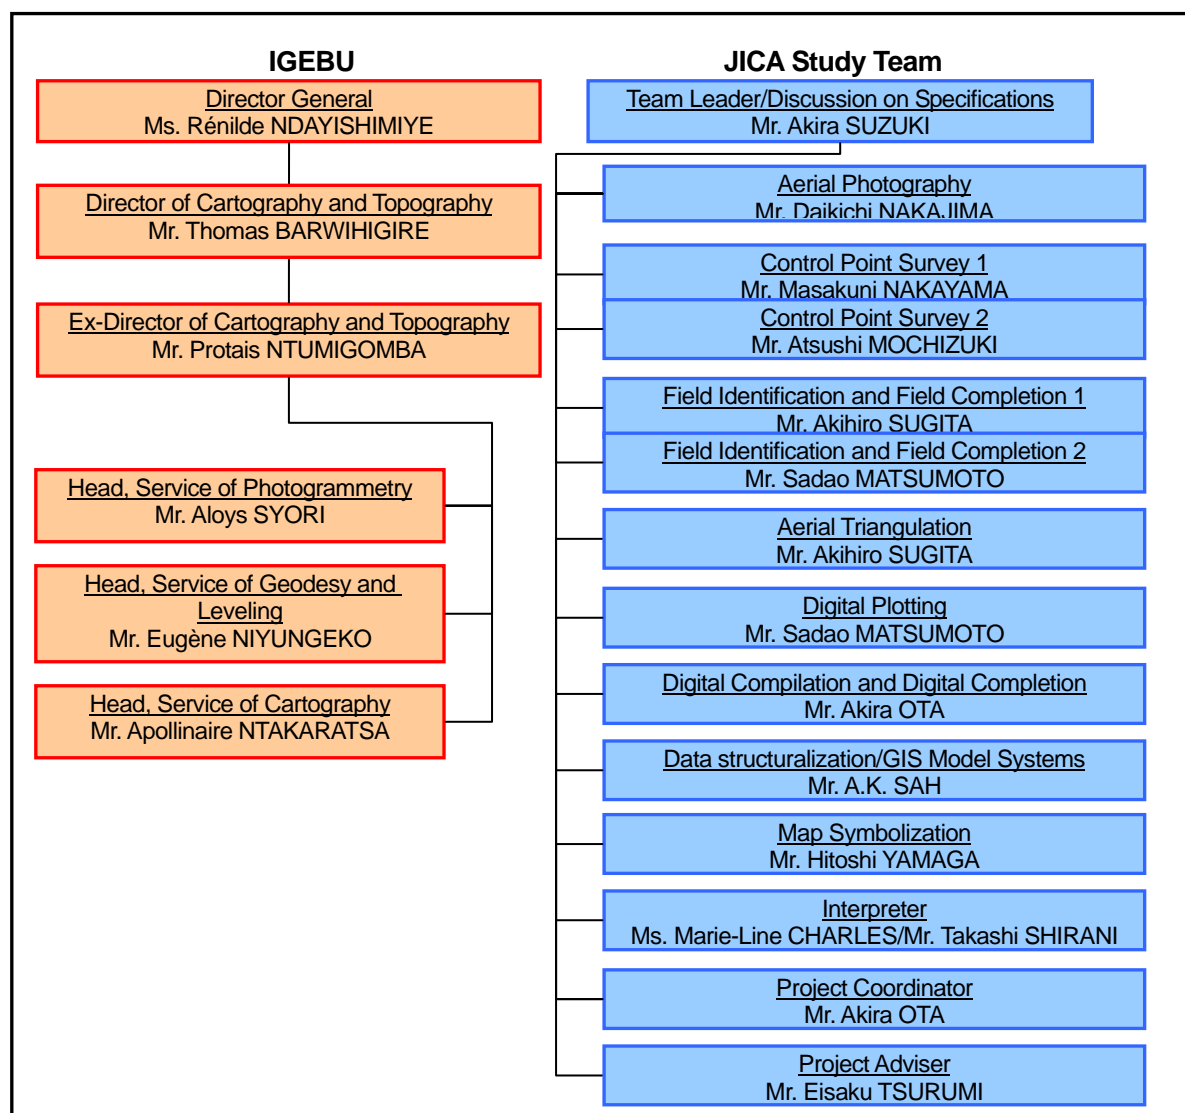 IGEBU
Director General
Ms. Rénilde NDAYISHIMIYE
Director of Cartography and Topography
Mr. Thomas BARWIHIGIRE
Ex-Director of Cartography and Topography
Mr. Protais NTUMIGOMBA
Head, Service of Photogrammetry
Mr. Aloys SYORI
Head, Service of Geodesy and
Leveling
Mr. Eugène NIYUNGEKO
Head, Service of Cartography
Mr. Apollinaire NTAKARATSA
JICA Study Team
Team Leader/Discussion on Specifications
Mr. Akira SUZUKI
Aerial Photography
Mr. Daikichi NAKAJIMA
Control Point Survey 1
Mr. Masakuni NAKAYAMA
Control Point Survey 2
Mr. Atsushi MOCHIZUKI
Field Identification and Field Completion 1
Mr. Akihiro SUGITA
Field Identification and Field Completion 2
Mr. Sadao MATSUMOTO
Aerial Triangulation
Mr. Akihiro SUGITA
Digital Plotting
Mr. Sadao MATSUMOTO
Digital Compilation and Digital Completion
Mr. Akira OTA
Data structuralization/GIS Model Systems
Mr. A.K. SAH
Map Symbolization
Mr. Hitoshi YAMAGA
Interpreter
Ms. Marie-Line CHARLES/Mr. Takashi SHIRANI
Project Coordinator
Mr. Akira OTA
Project Adviser
Mr. Eisaku TSURUMI